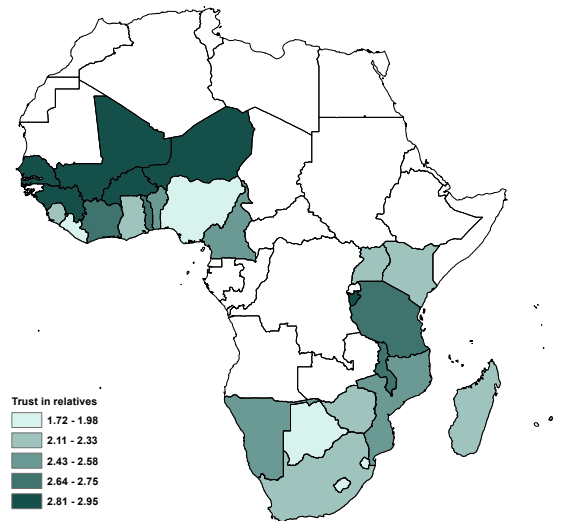 Trust in relatives
1.72 - 1.98
2.11 - 2.33
2.43 - 2.58
2.64 - 2.75
2.81 - 2.95